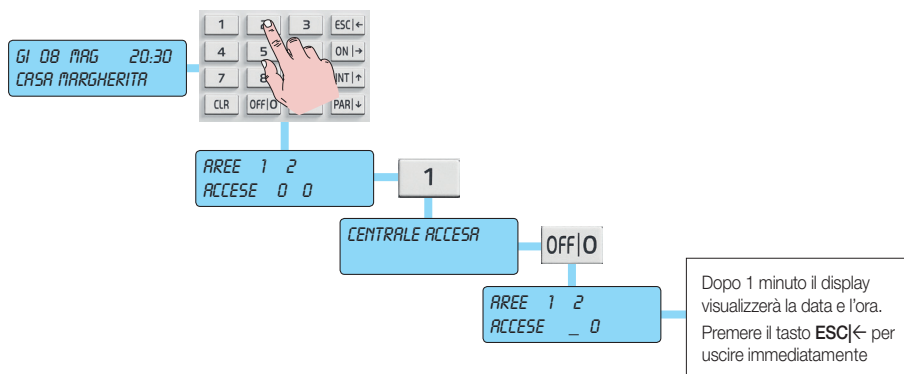 GI 08 MAG 20:30
CASA MARGHERITA
1 2 3 ESC|←
4 5 ON |→
7 8 INT|↑
CLR OFF|O PAR|↓
AREE 1 2
ACCESE 0 0
1
CENTRALE ACCESA
OFF|O
AREE 1 2
ACCESE _ 0
Dopo 1 minuto il display
visualizzerà la data e l'ora.
Premere il tasto ESC|← per
uscire immediatamente